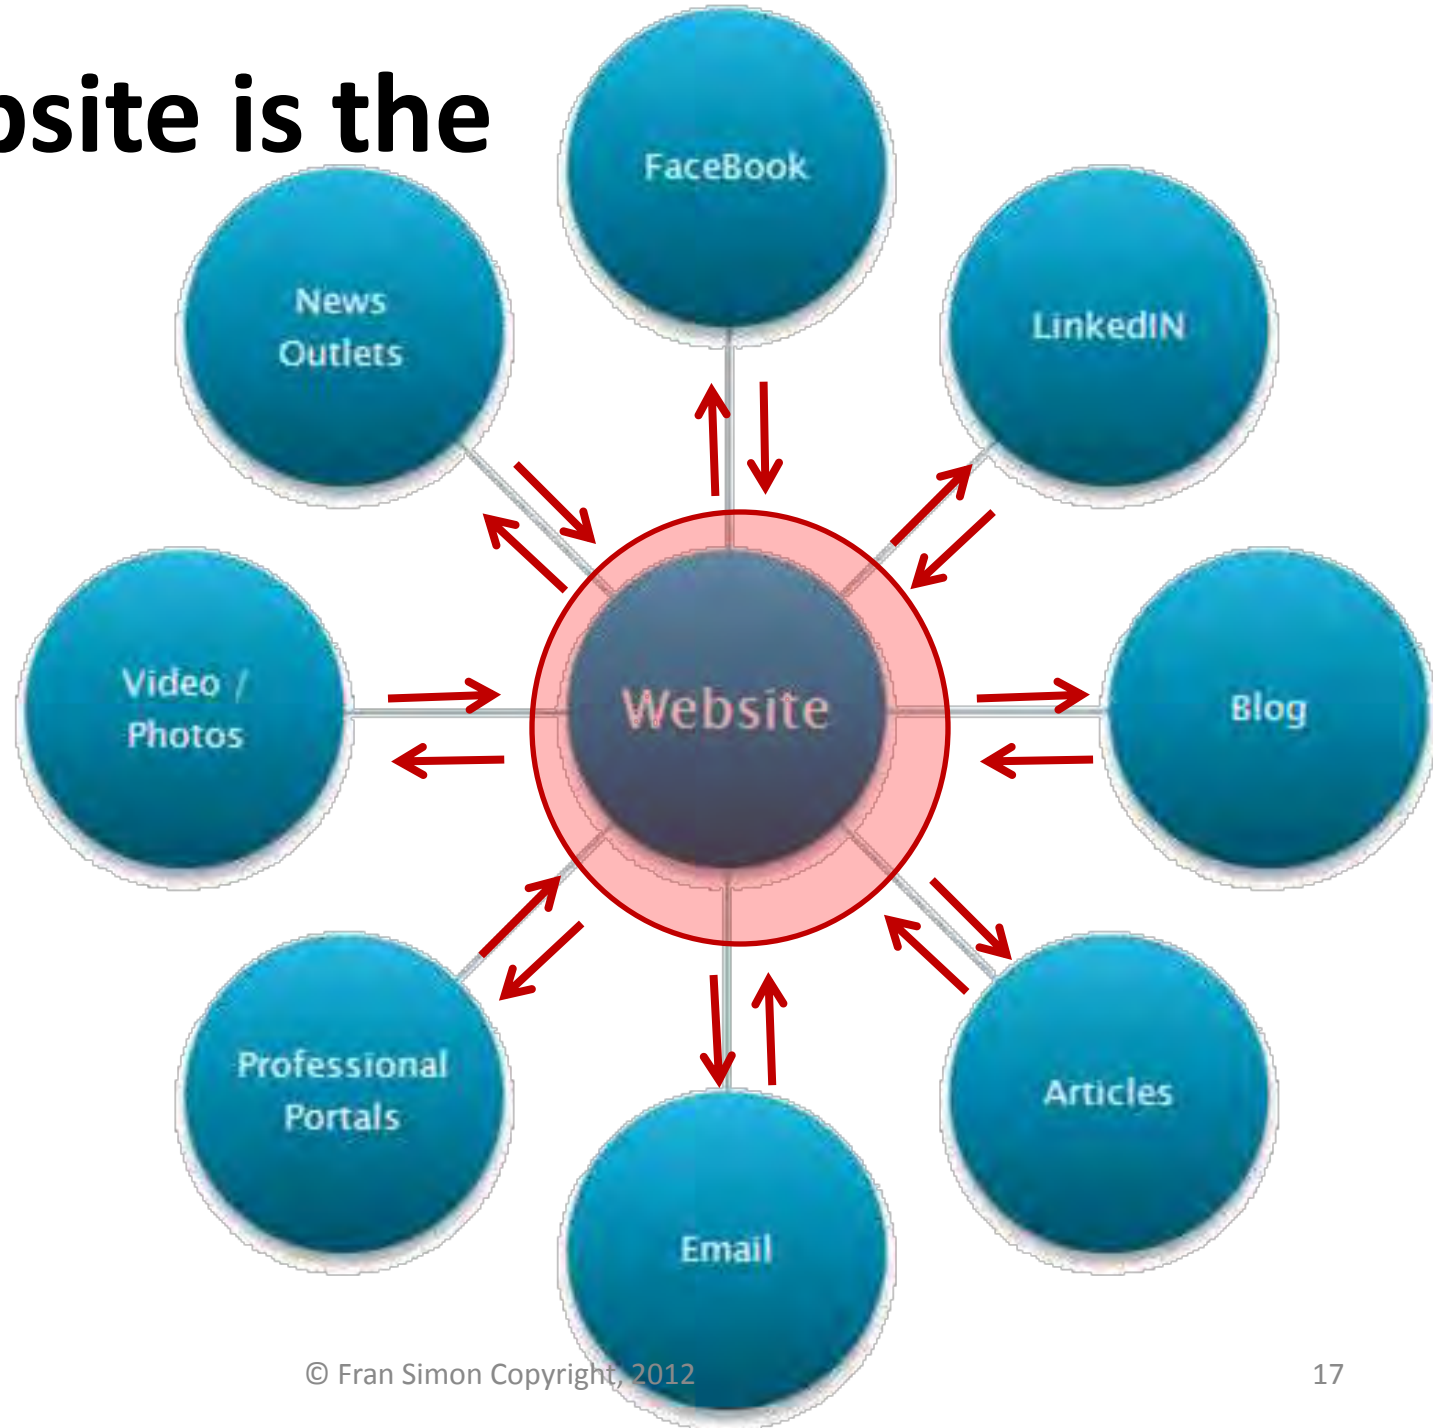 is the
FaceBook
News
Outlets
LinkedIN
Video /
Photos
Website
Blog
Professional
Portals
Articles
Email
© Fran Simon Copyright, 2012
17